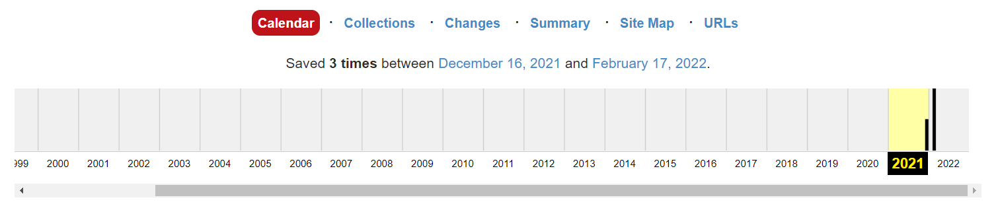 Calendar · Collections · Changes · Summary · Site Map · URLs
Saved 3 times between December 16, 2021 and February 17, 2022.
999 2000 2001 2002 2003 2004 2005 2006 2007 2008 2009 2010 2011 2012 2013 2014 2015 2016 2017 2018 2019 2020 2021 2022